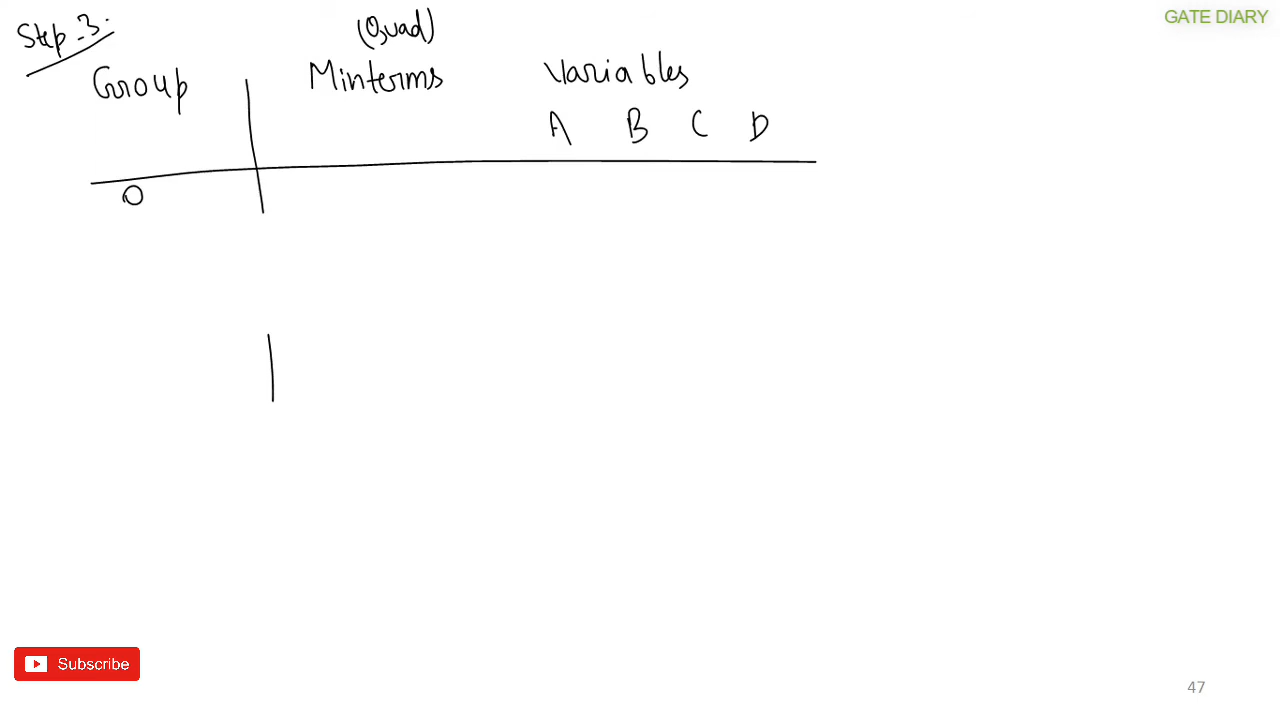 GATE DIARY
Step-3:
(Quad)
Group Minterms Variables
A B C D
0
Subscribe
47